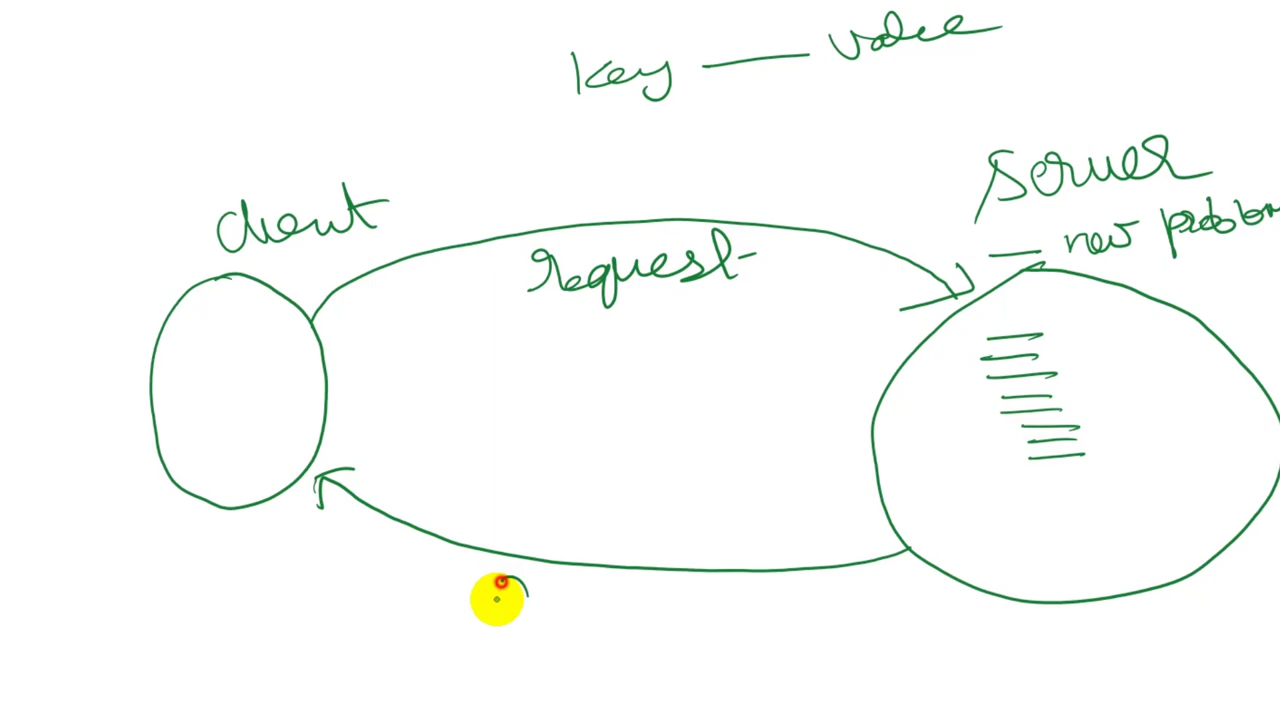 Key — Value
Server
client
new problem
request